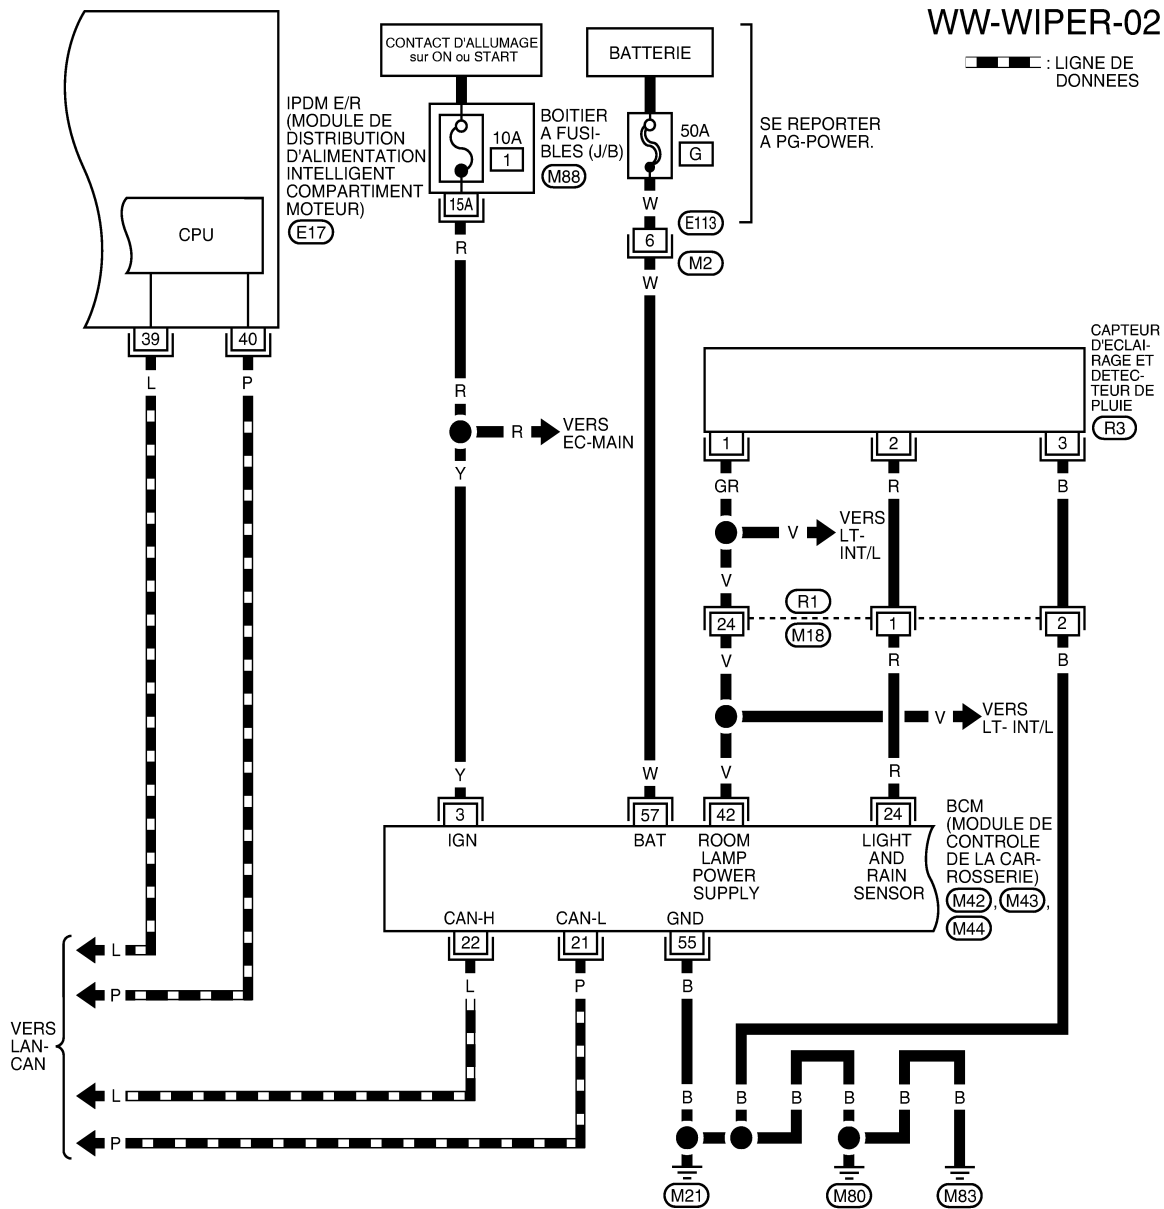 WW-WIPER-02
: LIGNE DE
DONNEES
CONTACT D'ALLUMAGE
sur ON ou START
BATTERIE
IPDM E/R
(MODULE DE
DISTRIBUTION
D'ALIMENTATION
INTELLIGENT
COMPARTIMENT
MOTEUR)
E17
CPU
10A
1
BOITIER
A FUSI-
BLES (J/B)
M88
50A
G
SE REPORTER
A PG-POWER.
15A
W
E113
6
M2
R
W
39
40
L
P
CAPTEUR
D'ECLAI-
RAGE ET
DETEC-
TEUR DE
PLUIE
R3
R
R
VERS
EC-MAIN
Y
1
2
3
GR
R
B
V
VERS
LT-
INT/L
V
R1
24
M18
1
2
V
R
B
V
VERS
LT- INT/L
Y
W
V
R
3
57
42
24
IGN
BAT
ROOM
LAMP
POWER
SUPPLY
LIGHT
AND
RAIN
SENSOR
BCM
(MODULE DE
CONTROLE
DE LA CAR-
ROSSERIE)
M42 , M43 ,
M44
CAN-H
CAN-L
GND
22
21
55
L
P
B
L
P
VERS
LAN-
CAN
L
P
B
B
B
B
B
B
M21
M80
M83